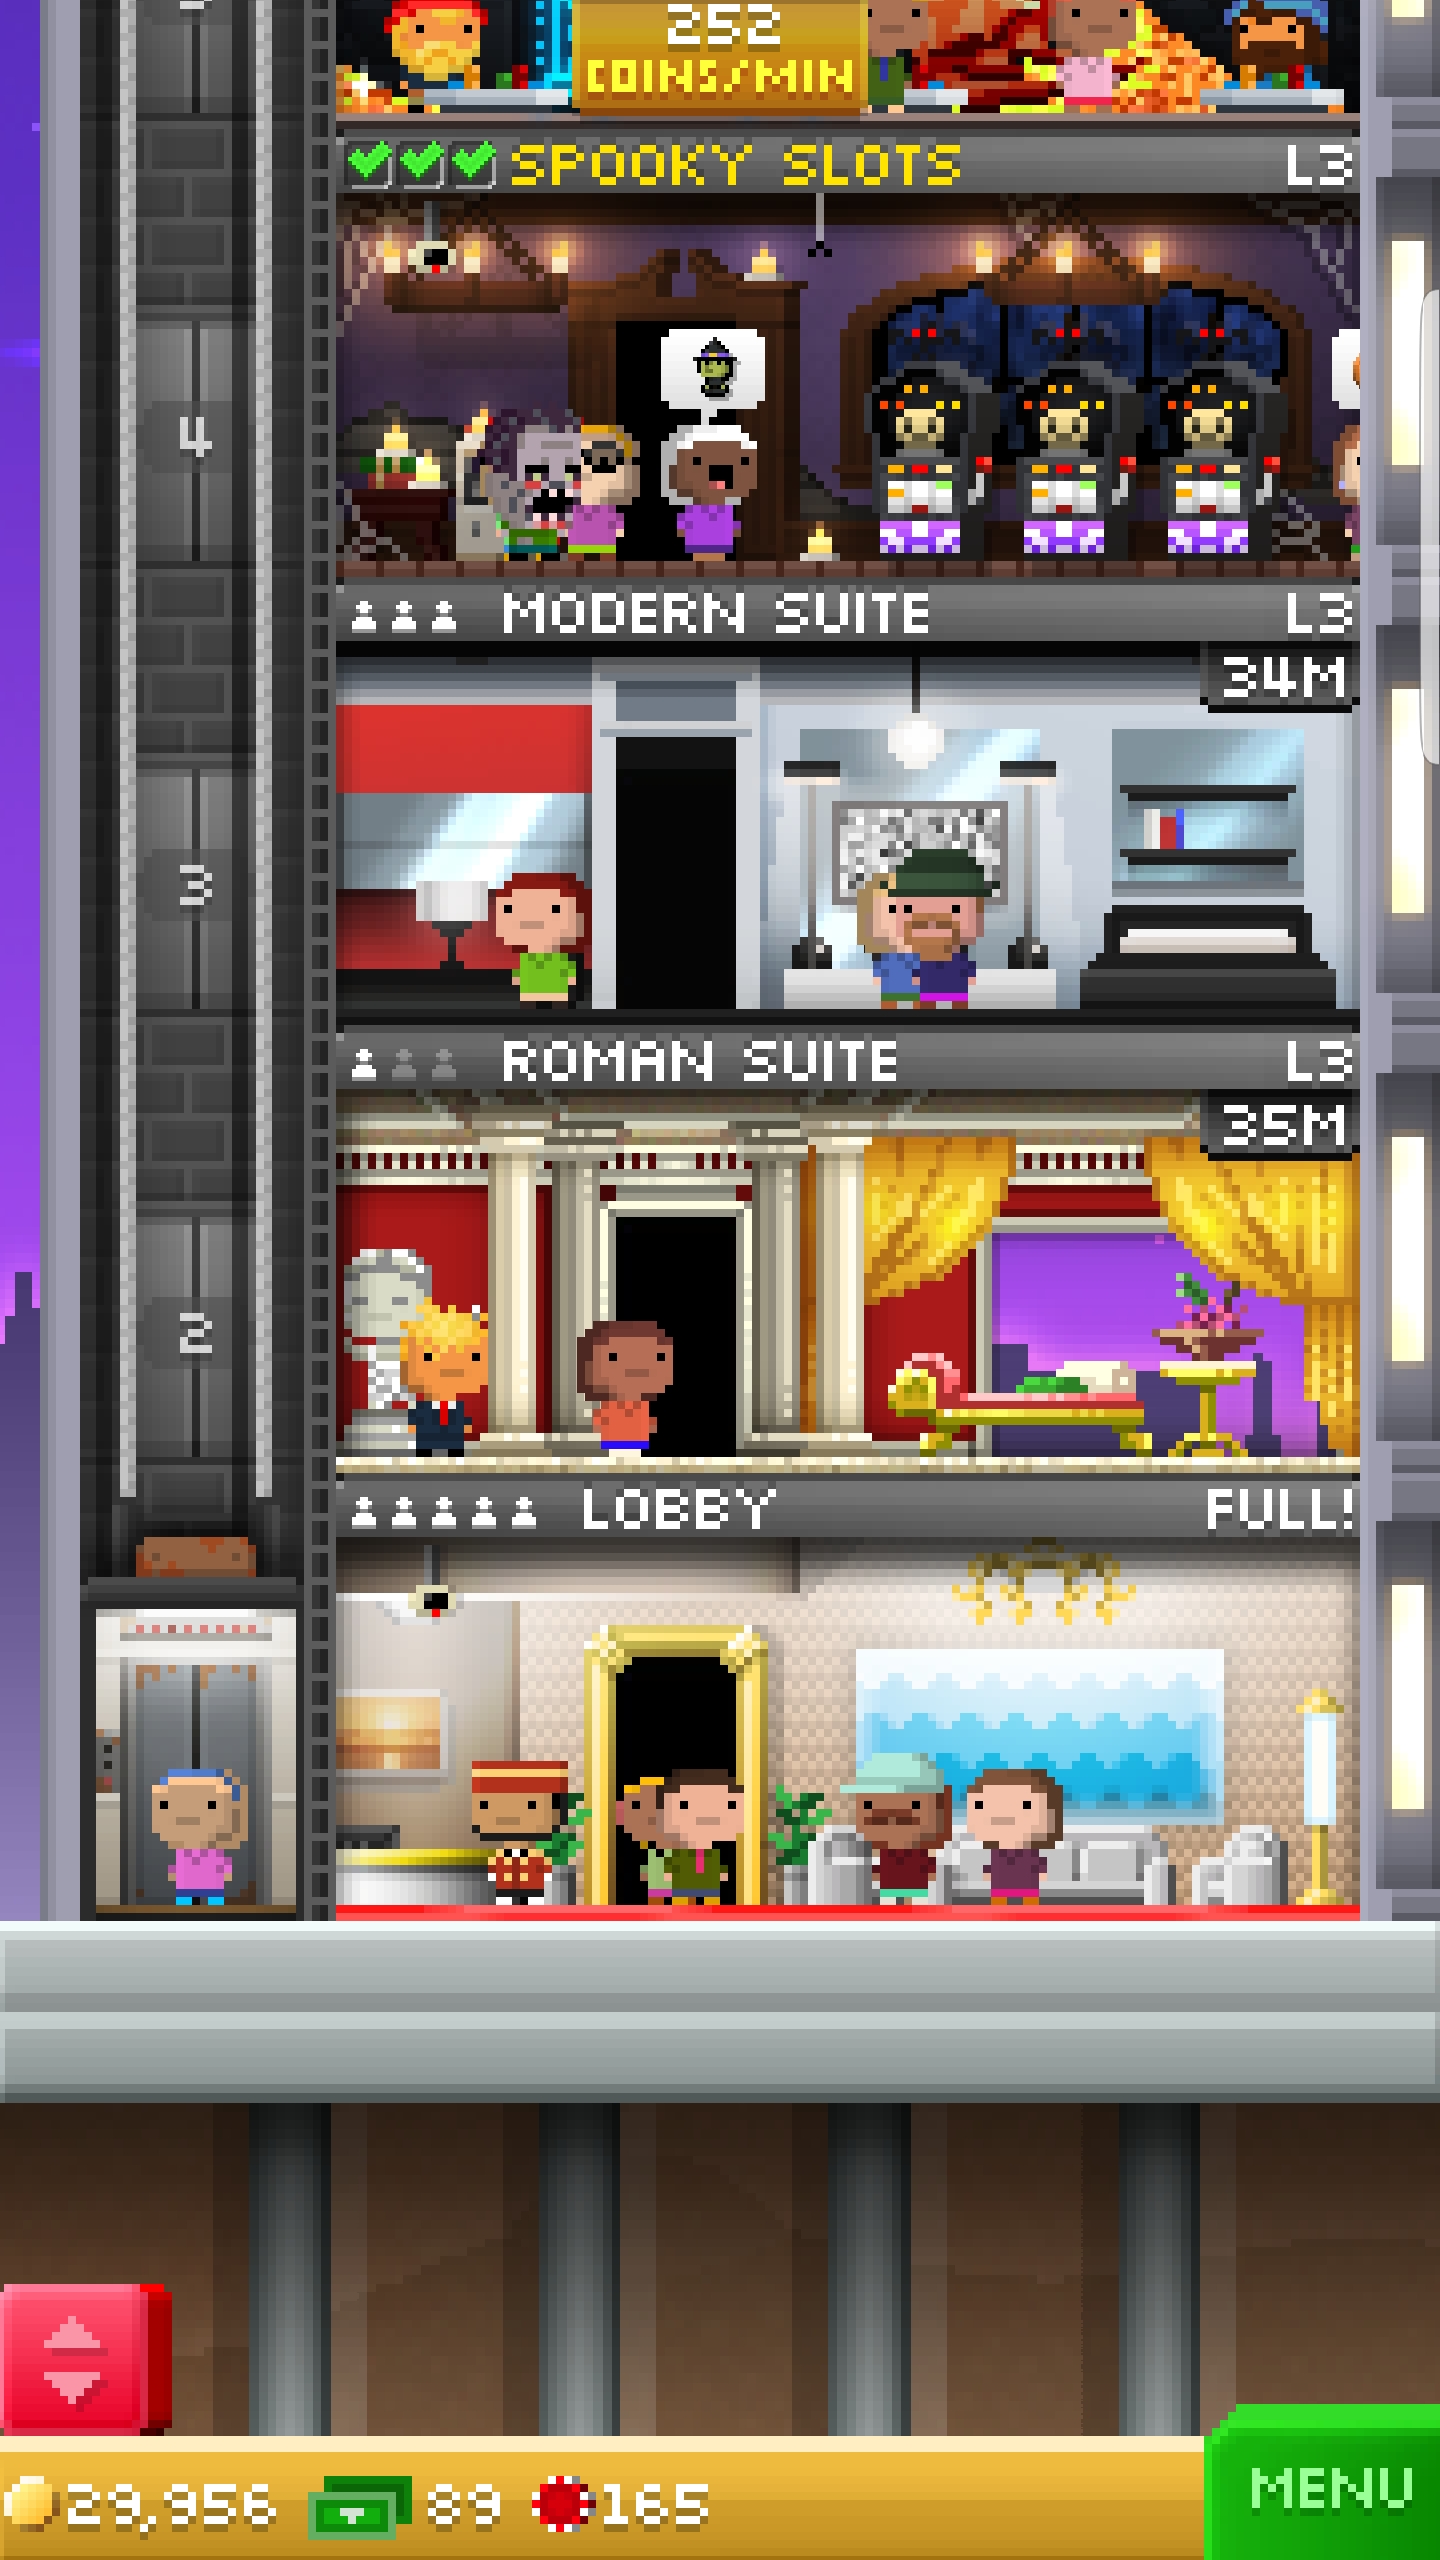 252
COINS/MIN
SPOOKY SLOTS L3
4
MODERN SUITE L3
34M
3
ROMAN SUITE L3
35M
2
LOBBY FULL!
29,956 89 165
MENU